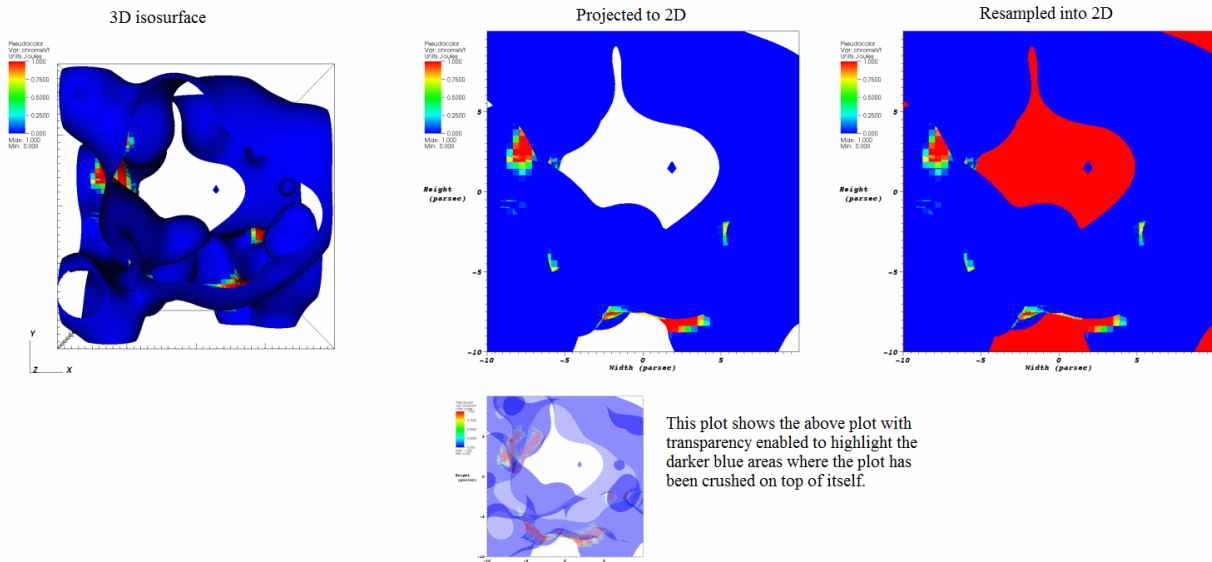 3D isosurface
Projected to 2D
Resampled into 2D
Pseudocolor
Var: chromeVf
Units: Joules
1.000
0.7500
0.5000
0.2500
0.000
Max: 1.000
Min: 0.000
Y
Z X
Pseudocolor
Var: chromeVf
Units: Joules
1.000
0.7500
0.5000
0.2500
0.000
Max: 1.000
Min: 0.000
5
0
-5
-10
Height
(parsec)
-10 -5 0 5
Width (parsec)
Pseudocolor
Var: chromeVf
Units: Joules
1.000
0.7500
0.5000
0.2500
0.000
Max: 1.000
Min: 0.000
5
0
-5
-10
Height
(parsec)
-10 -5 0 5
Width (parsec)
Height
(parsec)
Width (parsec)
This plot shows the above plot with
transparency enabled to highlight the
darker blue areas where the plot has
been crushed on top of itself.